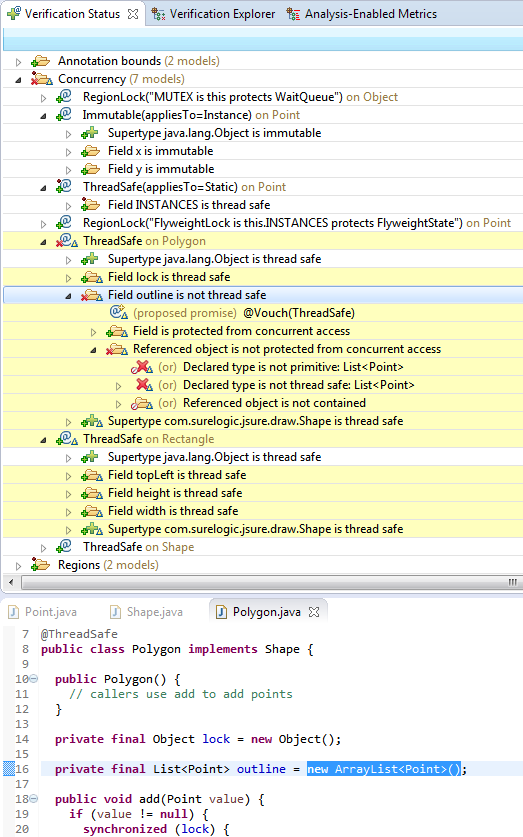 Verification Status Verification Explorer Analysis-Enabled Metrics
Annotation bounds (2 models)
Concurrency (7 models)
RegionLock("MUTEX is this protects WaitQueue") on Object
Immutable(appliesTo=Instance) on Point
Supertype java.lang.Object is immutable
Field x is immutable
Field y is immutable
ThreadSafe(appliesTo=Static) on Point
Field INSTANCES is thread safe
RegionLock("FlyweightLock is this.INSTANCES protects FlyweightState") on Point
ThreadSafe on Polygon
Supertype java.lang.Object is thread safe
Field lock is thread safe
Field outline is not thread safe
(proposed promise) @Vouch(ThreadSafe)
Field is protected from concurrent access
Referenced object is not protected from concurrent access
(or) Declared type is not primitive: List<Point>
(or) Declared type is not thread safe: List<Point>
(or) Referenced object is not contained
Supertype com.surelogic.jsure.draw.Shape is thread safe
ThreadSafe on Rectangle
Supertype java.lang.Object is thread safe
Field topLeft is thread safe
Field height is thread safe
Field width is thread safe
Supertype com.surelogic.jsure.draw.Shape is thread safe
ThreadSafe on Shape
Regions (2 models)
Point.java Shape.java Polygon.java
7 @ThreadSafe
8 public class Polygon implements Shape {
9
10 public Polygon() {
11 // callers use add to add points
12 }
13
14 private final Object lock = new Object();
15
16 private final List<Point> outline = new ArrayList<Point>();
17
18 public void add(Point value) {
19 if (value != null) {
20 synchronized (lock) {